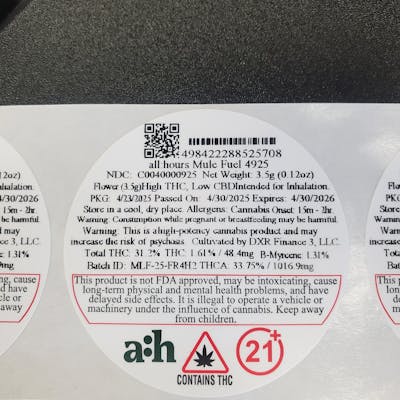 498422288525708
all hours Mule Fuel 4925
NDC: C0040000925 Net Weight: 3.5g (0.12oz)
Flower (3.5g)High THC, Low CBDIntended for Inhalation.
PKG: 4/23/2025 Passed On: 4/30/2025 Expires: 4/30/2026
Store in a cool, dry place. Allergens: Cannabis Onset: 15m - 2hr
Warning: Consumption while pregnant or breastfeeding may be harmful.
Warning: This is a high-potency cannabis product and may
increase the risk of psychosis. Cultivated by DXR Finance 3, LLC.
Total THC: 31.2% THC: 1.61% / 48.4mg B-Myrcene: 1.31%
Batch ID: MLF-25-FR4H2 THCA: 33.75% / 1016.9mg
This product is not FDA approved, may be intoxicating, cause
long-term physical and mental health problems, and have
delayed side effects. It is illegal to operate a vehicle or
machinery under the influence of cannabis. Keep away
from children.
a:h
CONTAINS THC
21+